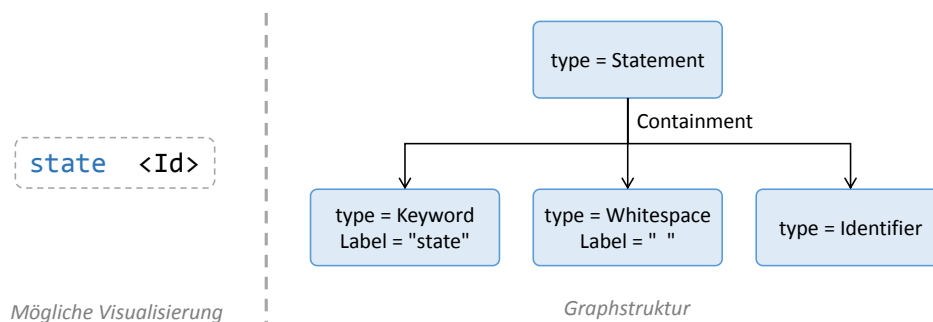 state <Id>
Mögliche Visualisierung
type = Statement
Containment
type = Keyword
Label = "state"
type = Whitespace
Label = " "
type = Identifier
Graphstruktur